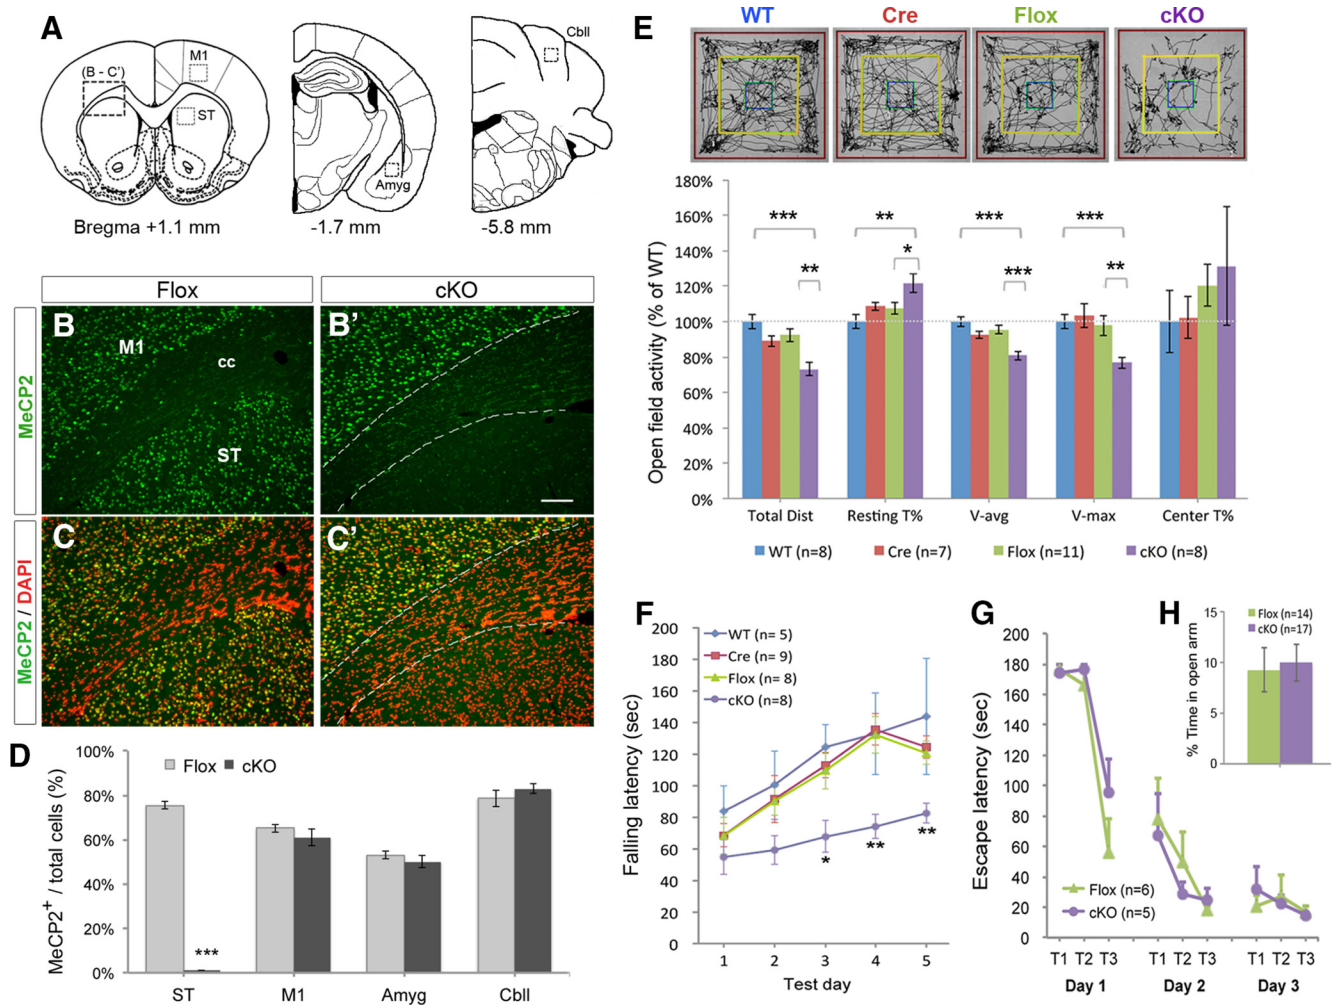 A
M1
(B - C')
ST
Bregma +1.1 mm
Amyg
-1.7 mm
Cbll
-5.8 mm
Flox
cKO
MeCP2
B
M1
cc
ST
B'
MeCP2 / DAPI
C
C'
D
MeCP2+ / total cells (%)
100%
80%
60%
40%
20%
0%
Flox
cKO
***
ST
M1
Amyg
Cbll
E
WT
Cre
Flox
cKO
Open field activity (% of WT)
180%
160%
140%
120%
100%
80%
60%
40%
20%
0%
***
**
**
*
***
***
***
**
Total Dist
Resting T%
V-avg
V-max
Center T%
WT (n=8)
Cre (n=7)
Flox (n=11)
cKO (n=8)
F
Falling latency (sec)
200
180
160
140
120
100
80
60
40
20
0
WT (n= 5)
Cre (n= 9)
Flox (n= 8)
cKO (n=8)
*
**
**
1 2 3 4 5
Test day
G
Escape latency (sec)
200
180
160
140
120
100
80
60
40
20
0
Flox (n=6)
cKO (n=5)
T1 T2 T3
Day 1
T1 T2 T3
Day 2
T1 T2 T3
Day 3
H
% Time in open arm
15
10
5
0
Flox (n=14)
cKO (n=17)